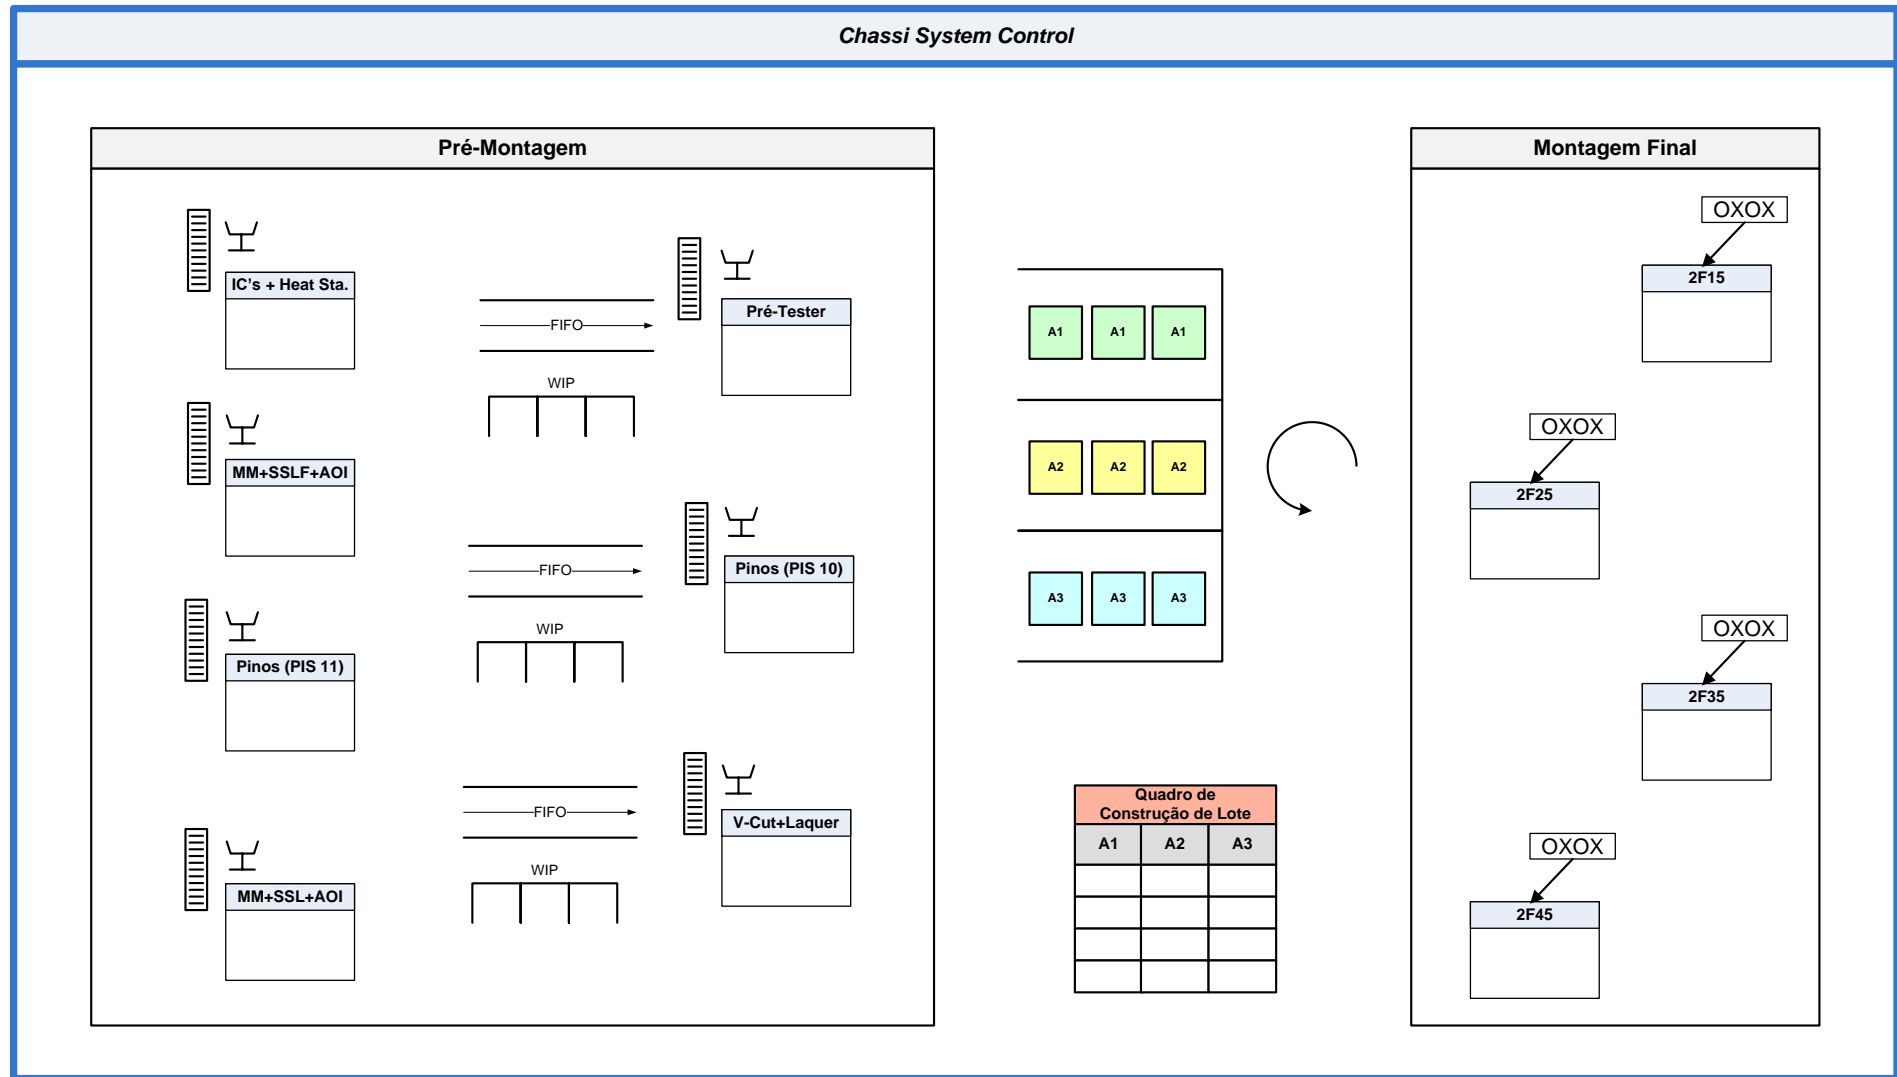 Chassi System Control
Pré-Montagem
IC's + Heat Sta.
MM+SSLF+AOI
Pinos (PIS 11)
MM+SSL+AOI
FIFO
WIP
FIFO
WIP
FIFO
WIP
Pré-Tester
Pinos (PIS 10)
V-Cut+Laquer
A1 A1 A1
A2 A2 A2
A3 A3 A3
Quadro de
Construção de Lote
A1 A2 A3
Montagem Final
OXOX
2F15
OXOX
2F25
OXOX
2F35
OXOX
2F45